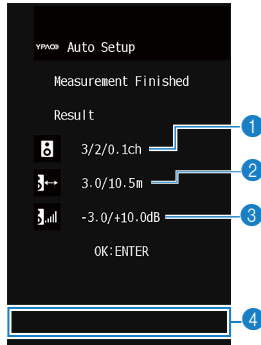 YPAO Auto Setup
Measurement Finished
Result
3/2/0.1ch
1
3.0/10.5m
2
-3.0/+10.0dB
3
OK:ENTER
4